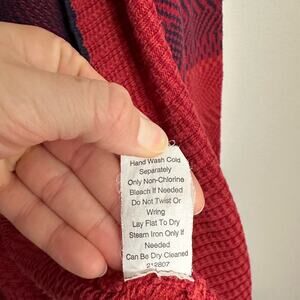 Hand Wash Cold
Separately
Only Non-Chlorine
Bleach If Needed
Do Not Twist Or
Wring
Lay Flat To Dry
Steam Iron Only If
Needed
Can Be Dry Cleaned
212807